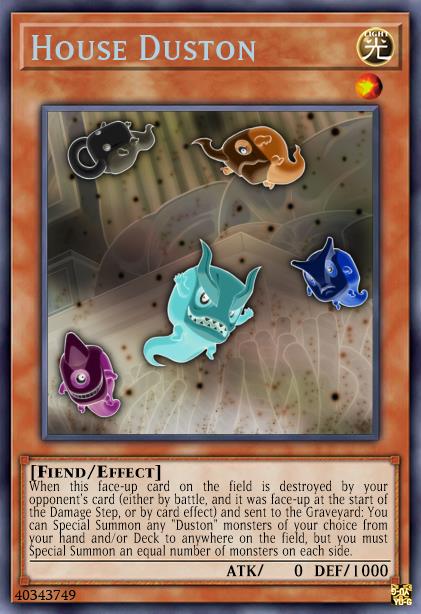 House Duston
LIGHT
光
[Fiend/Effect]
When this face-up card on the field is destroyed by your
opponent's card (either by battle, and it was face-up at the start of
the Damage Step, or by card effect) and sent to the Graveyard: You
can Special Summon any "Duston" monsters of your choice from
your hand and/or Deck to anywhere on the field, but you must
Special Summon an equal number of monsters on each side.
ATK/ 0 DEF/1000
40343749